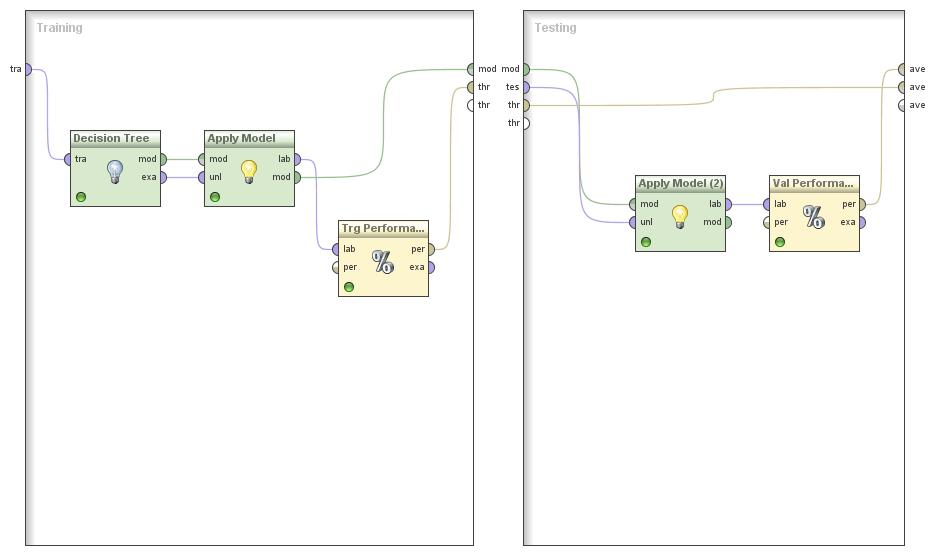 Training
Testing
tra
mod
thr
thr
mod
tes
thr
thr
ave
ave
ave
Decision Tree
tra
mod
exa
Apply Model
mod
lab
unl
mod
Trg Performa...
lab
per
per
exa
Apply Model (2)
mod
lab
unl
mod
Val Performa...
lab
per
per
exa